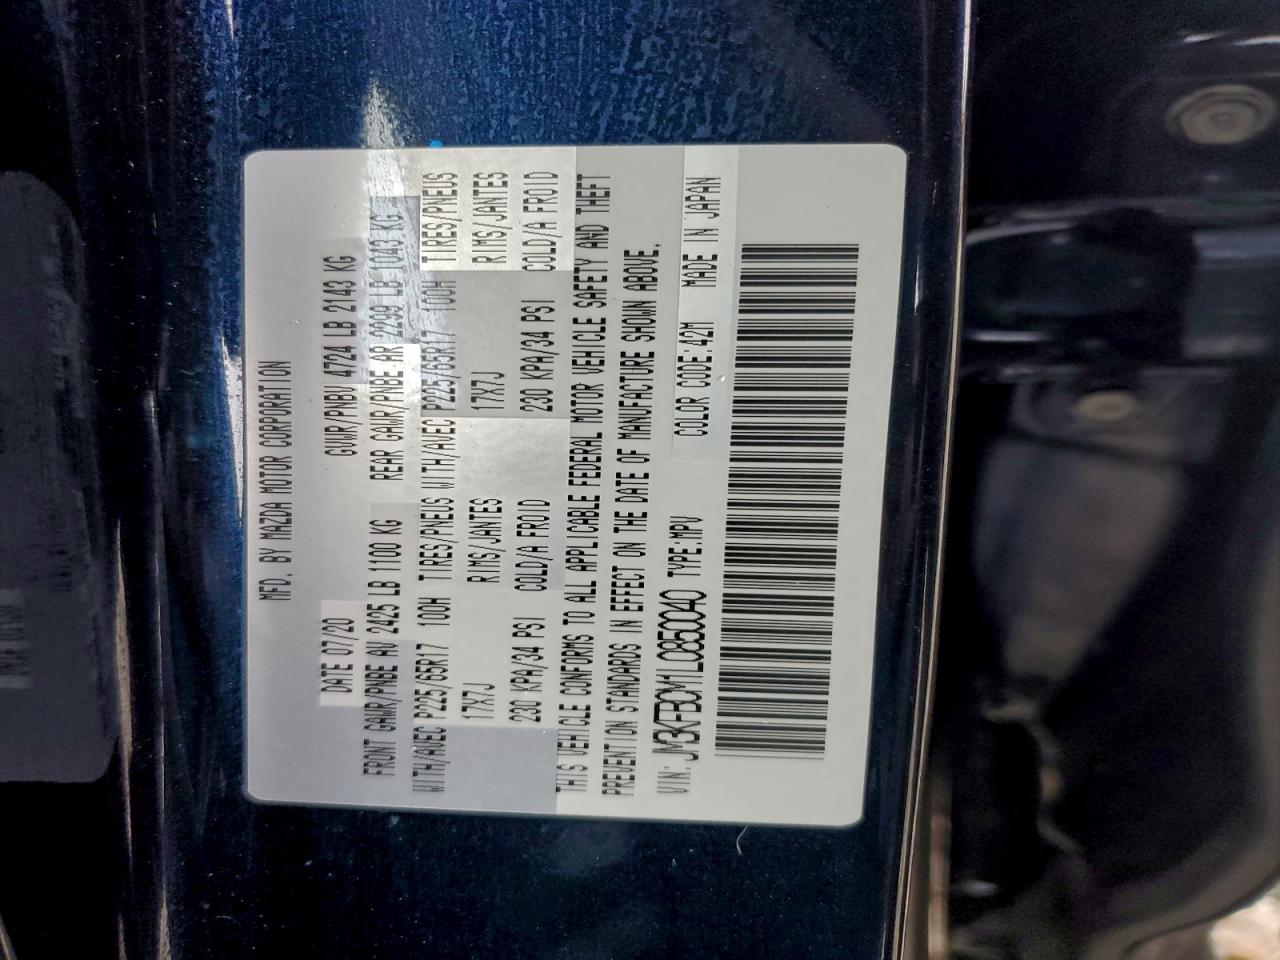 MFD. BY MAZDA MOTOR CORPORATION
DATE 07/20 GVWR/PNBV 4724 LB 2143 KG
FRONT GAWR/PNBE AV 2425 LB 1100 KG REAR GAWR/PNBE AR 2299 LB 1043 KG
WITH/AVEC P225/65R17 100H TIRES/PNEUS WITH/AVEC P225/65R17 100H TIRES/PNEUS
17X7J RIMS/JANTES 17X7J RIMS/JANTES
230 KPA/34 PSI COLD/A FROID 230 KPA/34 PSI COLD/A FROID
THIS VEHICLE CONFORMS TO ALL APPLICABLE FEDERAL MOTOR VEHICLE SAFETY AND THEFT
PREVENTION STANDARDS IN EFFECT ON THE DATE OF MANUFACTURE SHOWN ABOVE.
VIN: JM3KFBCM1L0850040 TYPE:MPV COLOR CODE:42M MADE IN JAPAN